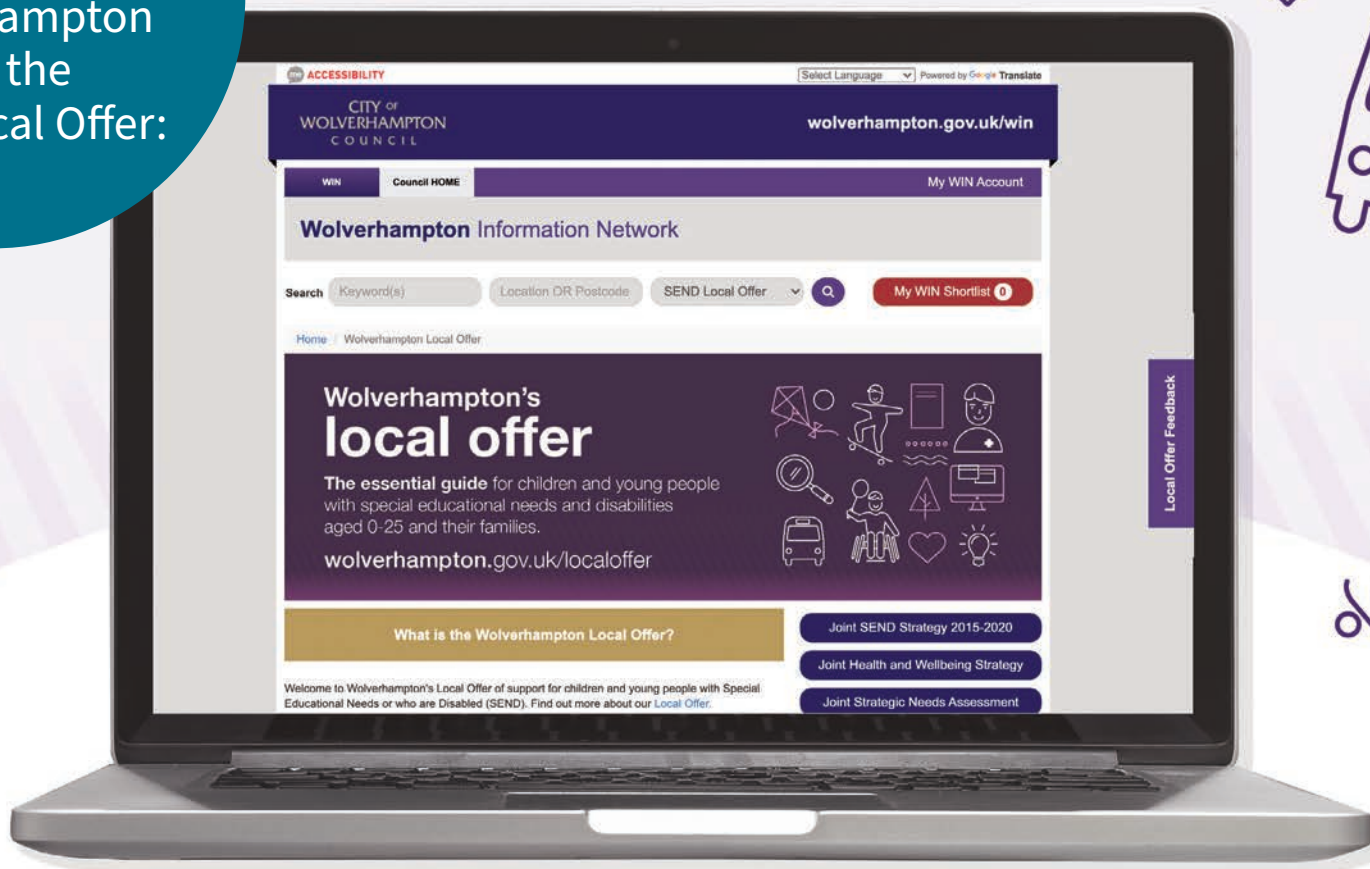 ampton
the
cal Offer:
ACCESSIBILITY
Select Language
Powered by Google Translate
CITY OF
WOLVERHAMPTON
COUNCIL
wolverhampton.gov.uk/win
WIN
Council HOME
My WIN Account
Wolverhampton Information Network
Search
Keyword(s)
Location OR Postcode
SEND Local Offer
My WIN Shortlist 0
Home / Wolverhampton Local Offer
Wolverhampton's
local offer
The essential guide for children and young people
with special educational needs and disabilities
aged 0-25 and their families.
wolverhampton.gov.uk/localoffer
Local Offer Feedback
What is the Wolverhampton Local Offer?
Welcome to Wolverhampton's Local Offer of support for children and young people with Special
Educational Needs or who are Disabled (SEND). Find out more about our Local Offer.
Joint SEND Strategy 2015-2020
Joint Health and Wellbeing Strategy
Joint Strategic Needs Assessment